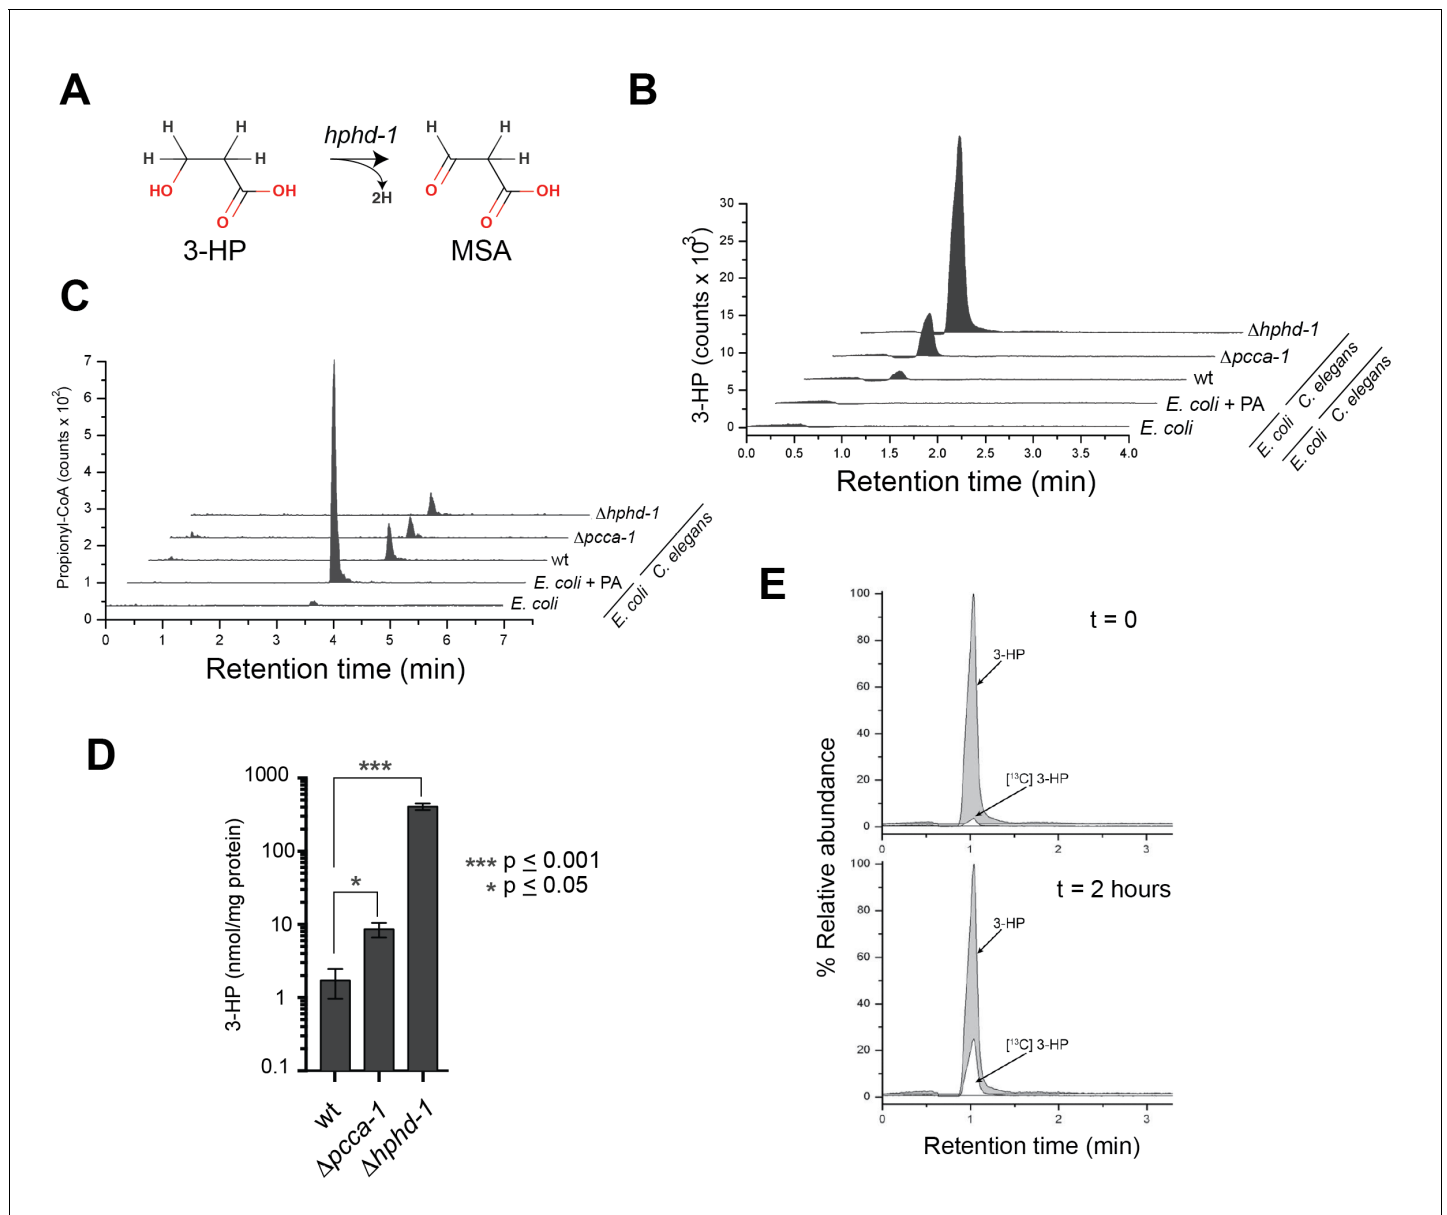 A
H
H
H
H
HO
OH
O
3-HP
hphd-1
2H
H
H
H
O
OH
O
MSA
B
3-HP (counts x 10³)
30
25
20
15
10
5
0
0.0 0.5 1.0 1.5 2.0 2.5 3.0 3.5 4.0
Retention time (min)
Δhphd-1
Δpcca-1
wt
E. coli + PA
E. coli
E. coli C. elegans
E. coli C. elegans
C
Propionyl-CoA (counts x 10²)
7
6
5
4
3
2
1
0
0 1 2 3 4 5 6 7
Retention time (min)
Δhphd-1
Δpcca-1
wt
E. coli + PA
E. coli
E. coli C. elegans
D
3-HP (nmol/mg protein)
1000
100
10
1
0.1
***
*
*** p ≤ 0.001
* p ≤ 0.05
wt
Δpcca-1
Δhphd-1
E
% Relative abundance
100
80
60
40
20
0
t = 0
3-HP
[¹³C] 3-HP
0 1 2 3
100
80
60
40
20
0
t = 2 hours
3-HP
[¹³C] 3-HP
0 1 2 3
Retention time (min)